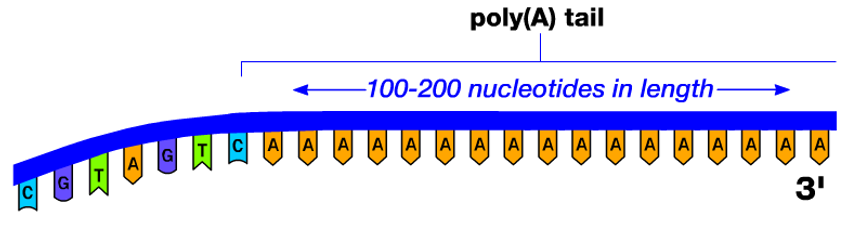 poly(A) tail
100-200 nucleotides in length
C G T A G T C A A A A A A A A A A A A A A A A A
3'